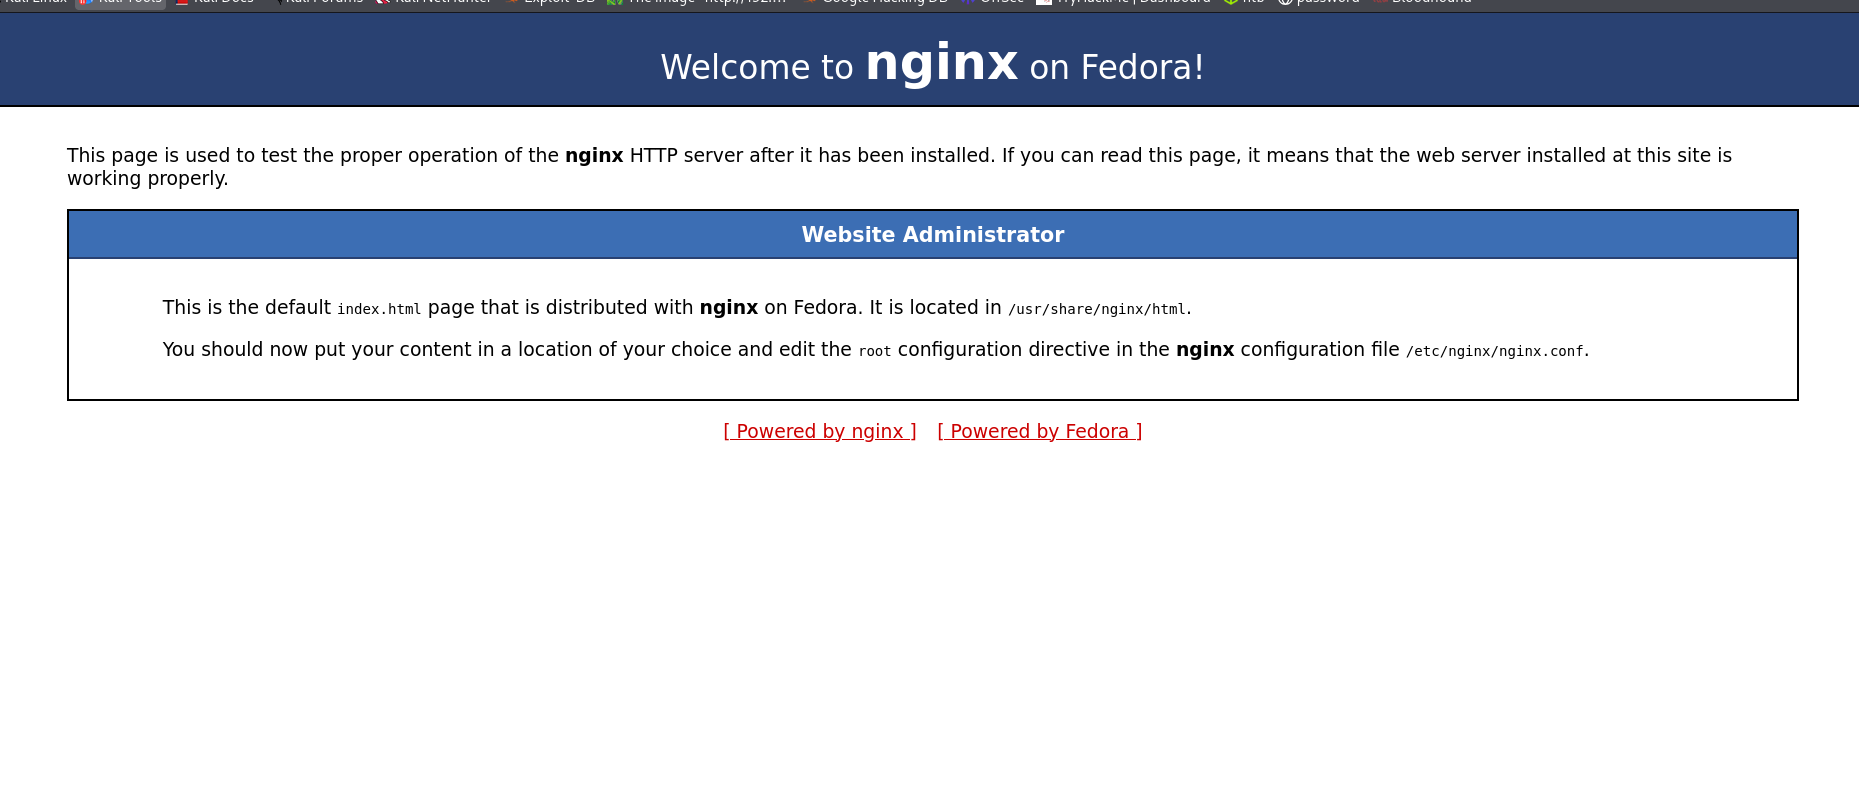 Kali Linux Kali Tools Kali Docs Kali Forums Kali NetHunter Exploit-DB Google Hacking DB OffSec TryHackMe | Dashboard htb password Bloodhound
Welcome to nginx on Fedora!
This page is used to test the proper operation of the nginx HTTP server after it has been installed. If you can read this page, it means that the web server installed at this site is
working properly.
Website Administrator
This is the default index.html page that is distributed with nginx on Fedora. It is located in /usr/share/nginx/html.
You should now put your content in a location of your choice and edit the root configuration directive in the nginx configuration file /etc/nginx/nginx.conf.
[ Powered by nginx ] [ Powered by Fedora ]